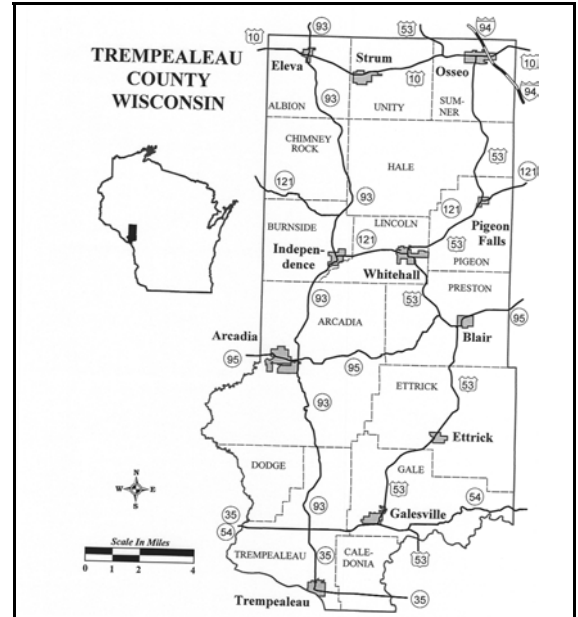 93
53
94
10
TREMPEALEAU
COUNTY
WISCONSIN
Eleva
Strum
Osseo
10
10
94
93
ALBION
UNITY
SUM-
NER
CHIMNEY
ROCK
53
121
HALE
121
93
121
BURNSIDE
LINCOLN
Pigeon
Falls
Indepen-
dence
121
53
Whitehall
PIGEON
93
53
PRESTON
ARCADIA
Arcadia
Blair
95
95
95
ETTRICK
53
93
Ettrick
DODGE
GALE
N
W
E
S
93
53
54
35
Galesville
54
Scale In Miles
TREMPEALEAU
35
CALE-
DONIA
53
0
1
2
4
Trempealeau
35